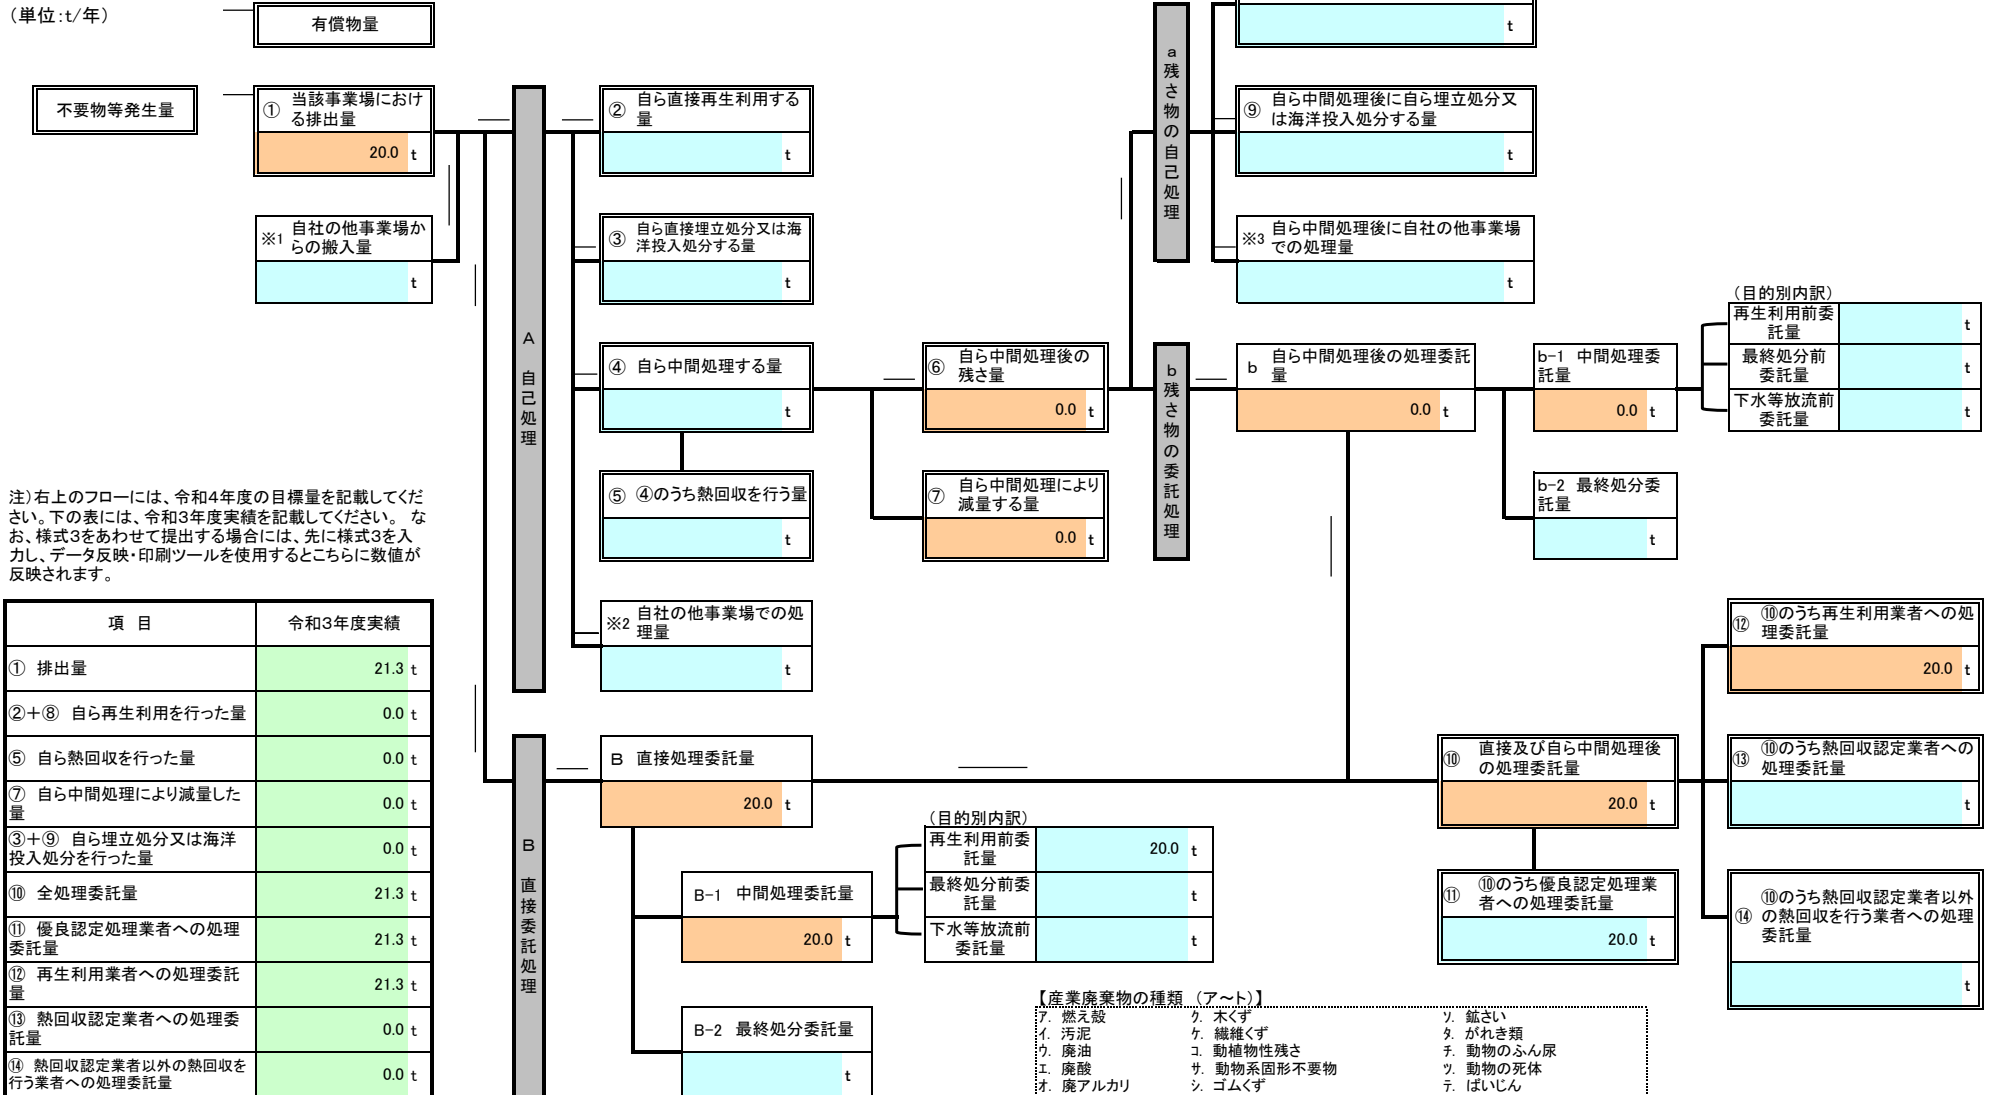 （単位:t/年）
有償物量
t
不要物等発生量
① 当該事業場におけ
る排出量
20.0 t
② 自ら直接再生利用する
量
t
⑨ 自ら中間処理後に自ら埋立処分又
は海洋投入処分する量
t
a
残
さ
物
の
自
己
処
理
※1 自社の他事業場か
らの搬入量
t
③ 自ら直接埋立処分又は海
洋投入処分する量
t
※3 自ら中間処理後に自社の他事業場
での処理量
t
A
自
己
処
理
④ 自ら中間処理する量
t
⑥ 自ら中間処理後の
残さ量
0.0 t
b
残
さ
物
の
委
託
処
理
b 自ら中間処理後の処理委託
量
0.0 t
b-1 中間処理委
託量
0.0 t
（目的別内訳）
再生利用前委
託量
t
最終処分前
委託量
t
下水等放流前
委託量
t
⑤ ④のうち熱回収を行う量
t
⑦ 自ら中間処理により
減量する量
0.0 t
b-2 最終処分委
託量
t
注）右上のフローには、令和４年度の目標量を記載してくだ
さい。下の表には、令和３年度実績を記載してください。 な
お、様式３をあわせて提出する場合には、先に様式３を入
力し、データ反映・印刷ツールを使用するとこちらに数値が
反映されます。
項 目 令和３年度実績
① 排出量 21.3 t
②＋⑧ 自ら再生利用を行った量 0.0 t
⑤ 自ら熱回収を行った量 0.0 t
⑦ 自ら中間処理により減量した
量 0.0 t
③＋⑨ 自ら埋立処分又は海洋
投入処分を行った量 0.0 t
⑩ 全処理委託量 21.3 t
⑪ 優良認定処理業者への処理
委託量 21.3 t
⑫ 再生利用業者への処理委託
量 21.3 t
⑬ 熱回収認定業者への処理委
託量 0.0 t
⑭ 熱回収認定業者以外の熱回収を
行う業者への処理委託量 0.0 t
※2 自社の他事業場での処
理量
t
B
直
接
委
託
処
理
B 直接処理委託量
20.0 t
B-1 中間処理委託量
20.0 t
（目的別内訳）
再生利用前委
託量
20.0 t
最終処分前委
託量
t
下水等放流前
委託量
t
B-2 最終処分委託量
t
⑩ 直接及び自ら中間処理後
の処理委託量
20.0 t
⑪ ⑩のうち優良認定処理業
者への処理委託量
20.0 t
⑫ ⑩のうち再生利用業者への処
理委託量
20.0 t
⑬ ⑩のうち熱回収認定業者への
処理委託量
t
⑭ ⑩のうち熱回収認定業者以外
の熱回収を行う業者への処理
委託量
t
【産業廃棄物の種類 （ア～ト）】
ア. 燃え殻 ク. 木くず ソ. 鉱さい
イ. 汚泥 ケ. 繊維くず タ. がれき類
ウ. 廃油 コ. 動植物性残さ チ. 動物のふん尿
エ. 廃酸 サ. 動物系固形不要物 ツ. 動物の死体
オ. 廃アルカリ シ. ゴムくず テ. ばいじん